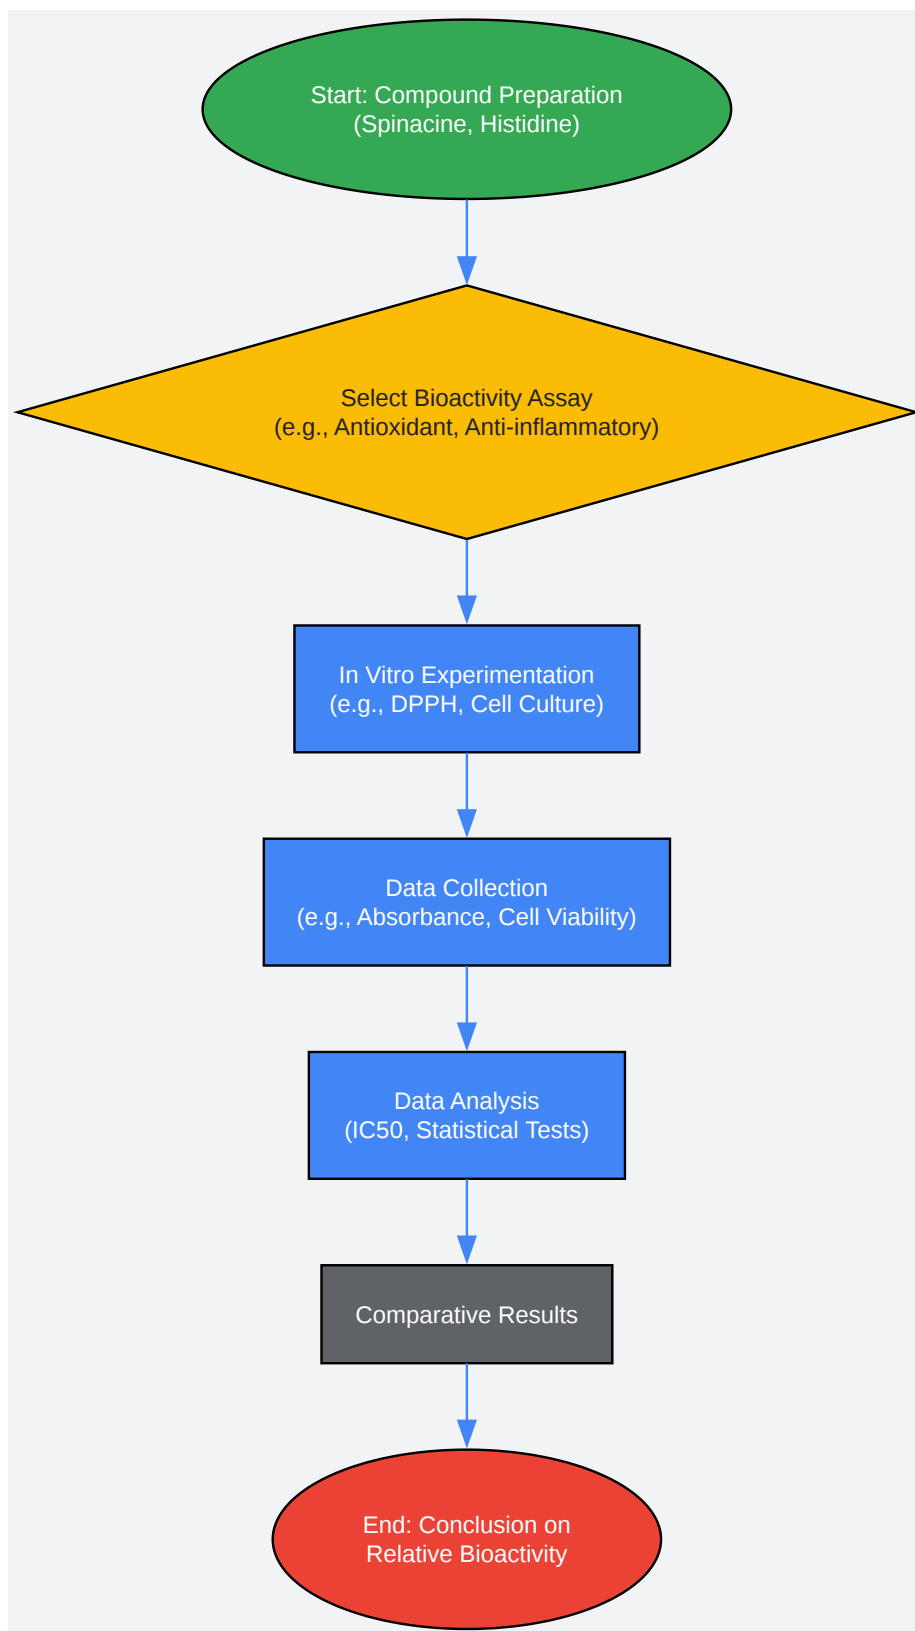 Start: Compound Preparation
(Spinacine, Histidine)
Select Bioactivity Assay
(e.g., Antioxidant, Anti-inflammatory)
In Vitro Experimentation
(e.g., DPPH, Cell Culture)
Data Collection
(e.g., Absorbance, Cell Viability)
Data Analysis
(IC50, Statistical Tests)
Comparative Results
End: Conclusion on
Relative Bioactivity